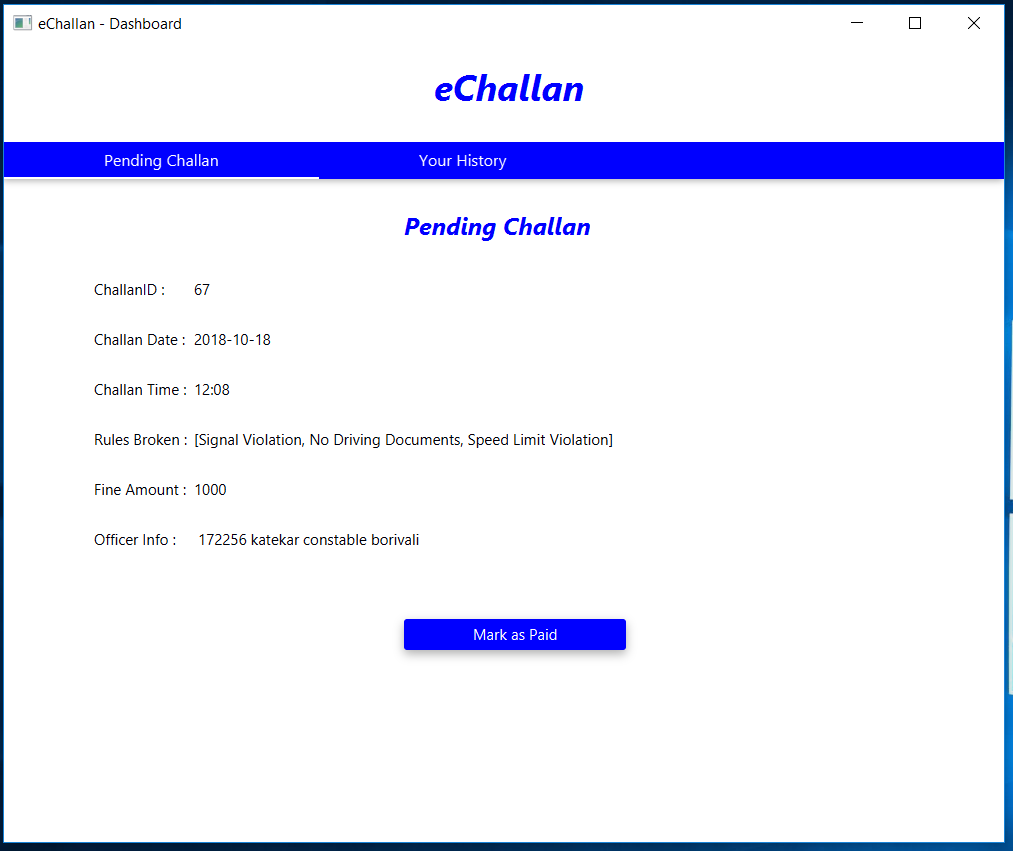 eChallan - Dashboard
eChallan
Pending Challan Your History
Pending Challan
ChallanID : 67
Challan Date : 2018-10-18
Challan Time : 12:08
Rules Broken : [Signal Violation, No Driving Documents, Speed Limit Violation]
Fine Amount : 1000
Officer Info : 172256 katekar constable borivali
Mark as Paid